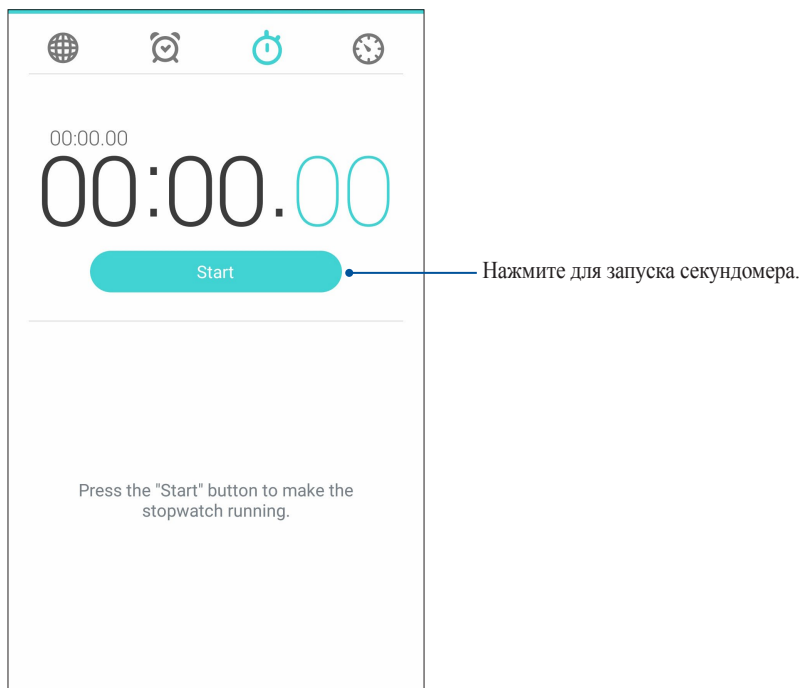 00:00.00
00:00.00
Start
Нажмите для запуска секундомера.
Press the "Start" button to make the
stopwatch running.